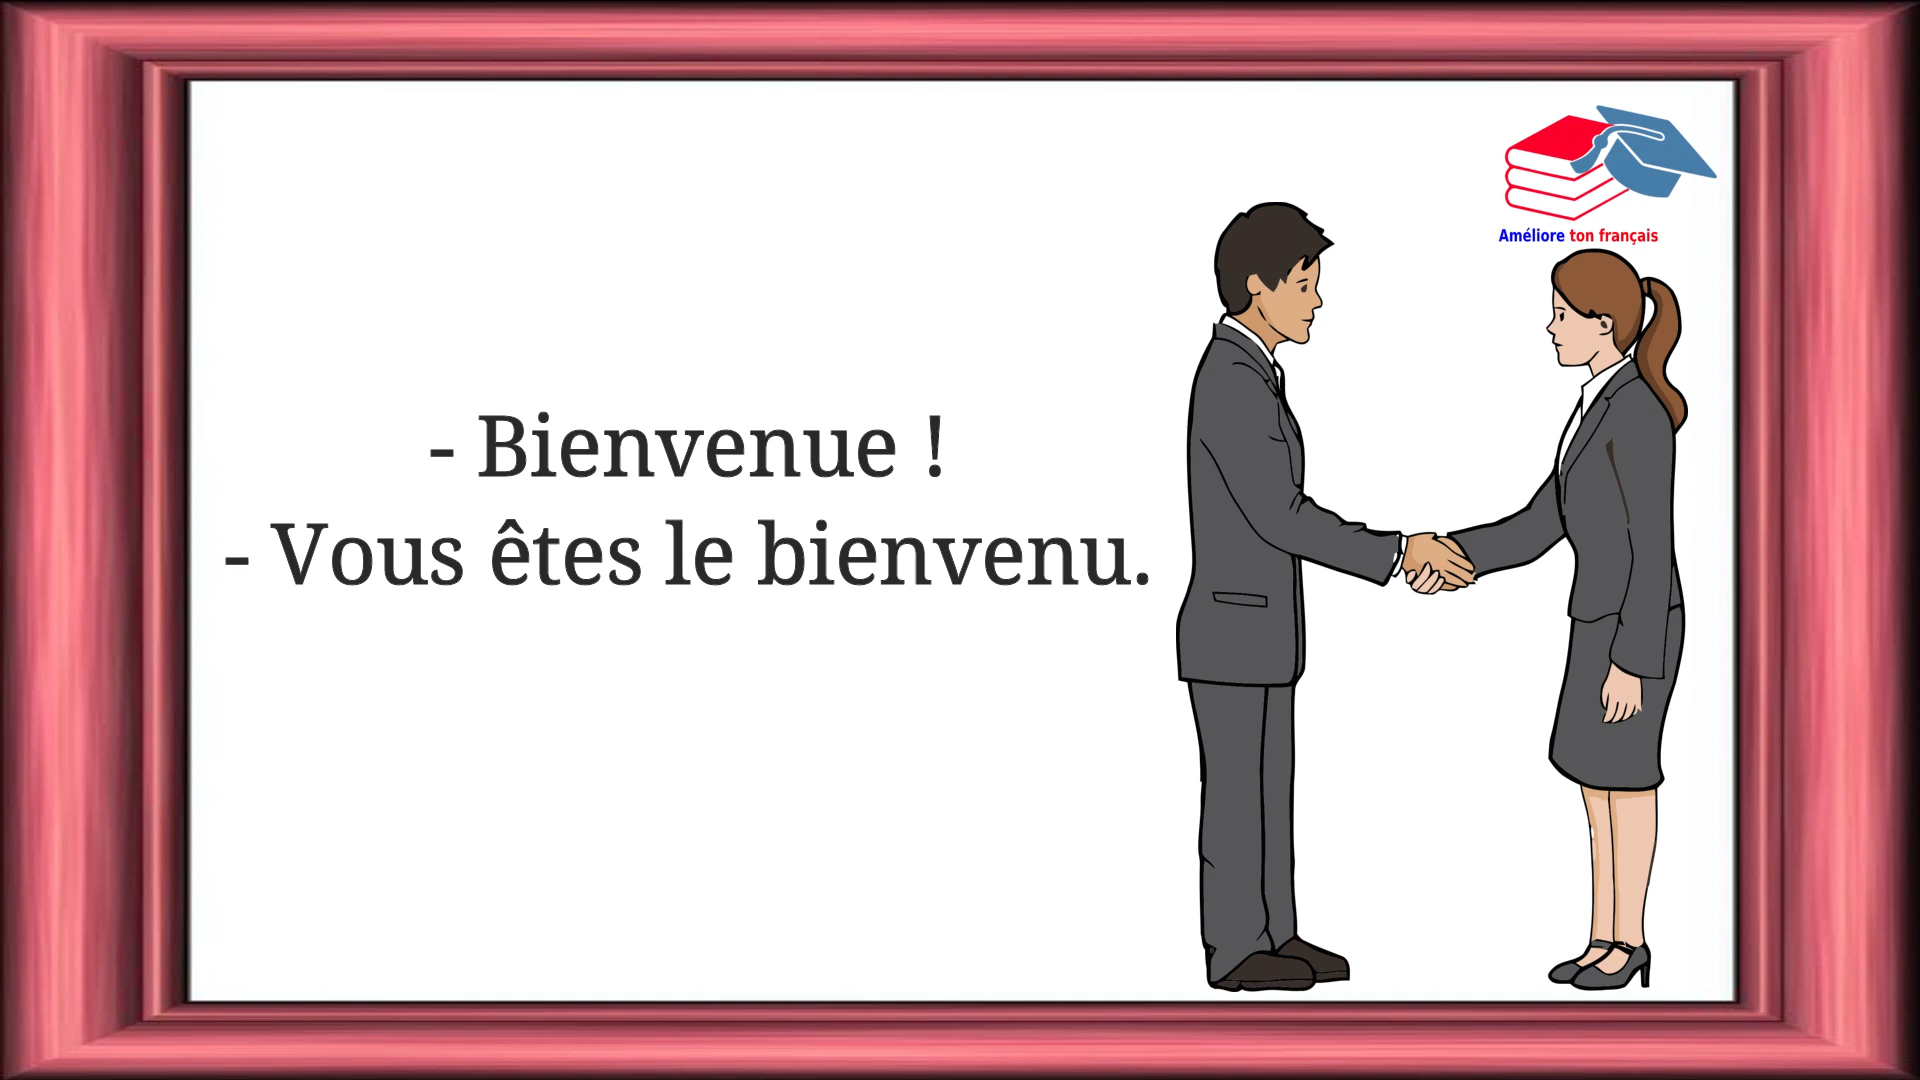 Améliore ton français
- Bienvenue !
- Vous êtes le bienvenu.